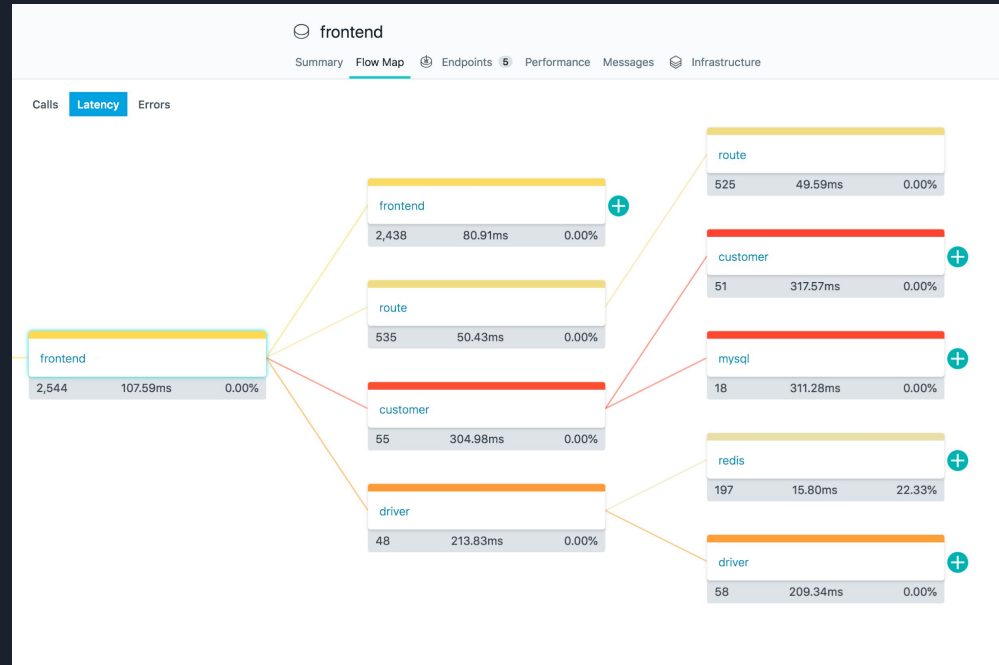 frontend
Summary Flow Map Endpoints 5 Performance Messages Infrastructure
Calls Latency Errors
frontend
2,544 107.59ms 0.00%
frontend
2,438 80.91ms 0.00%
route
535 50.43ms 0.00%
customer
55 304.98ms 0.00%
driver
48 213.83ms 0.00%
route
525 49.59ms 0.00%
customer
51 317.57ms 0.00%
mysql
18 311.28ms 0.00%
redis
197 15.80ms 22.33%
driver
58 209.34ms 0.00%